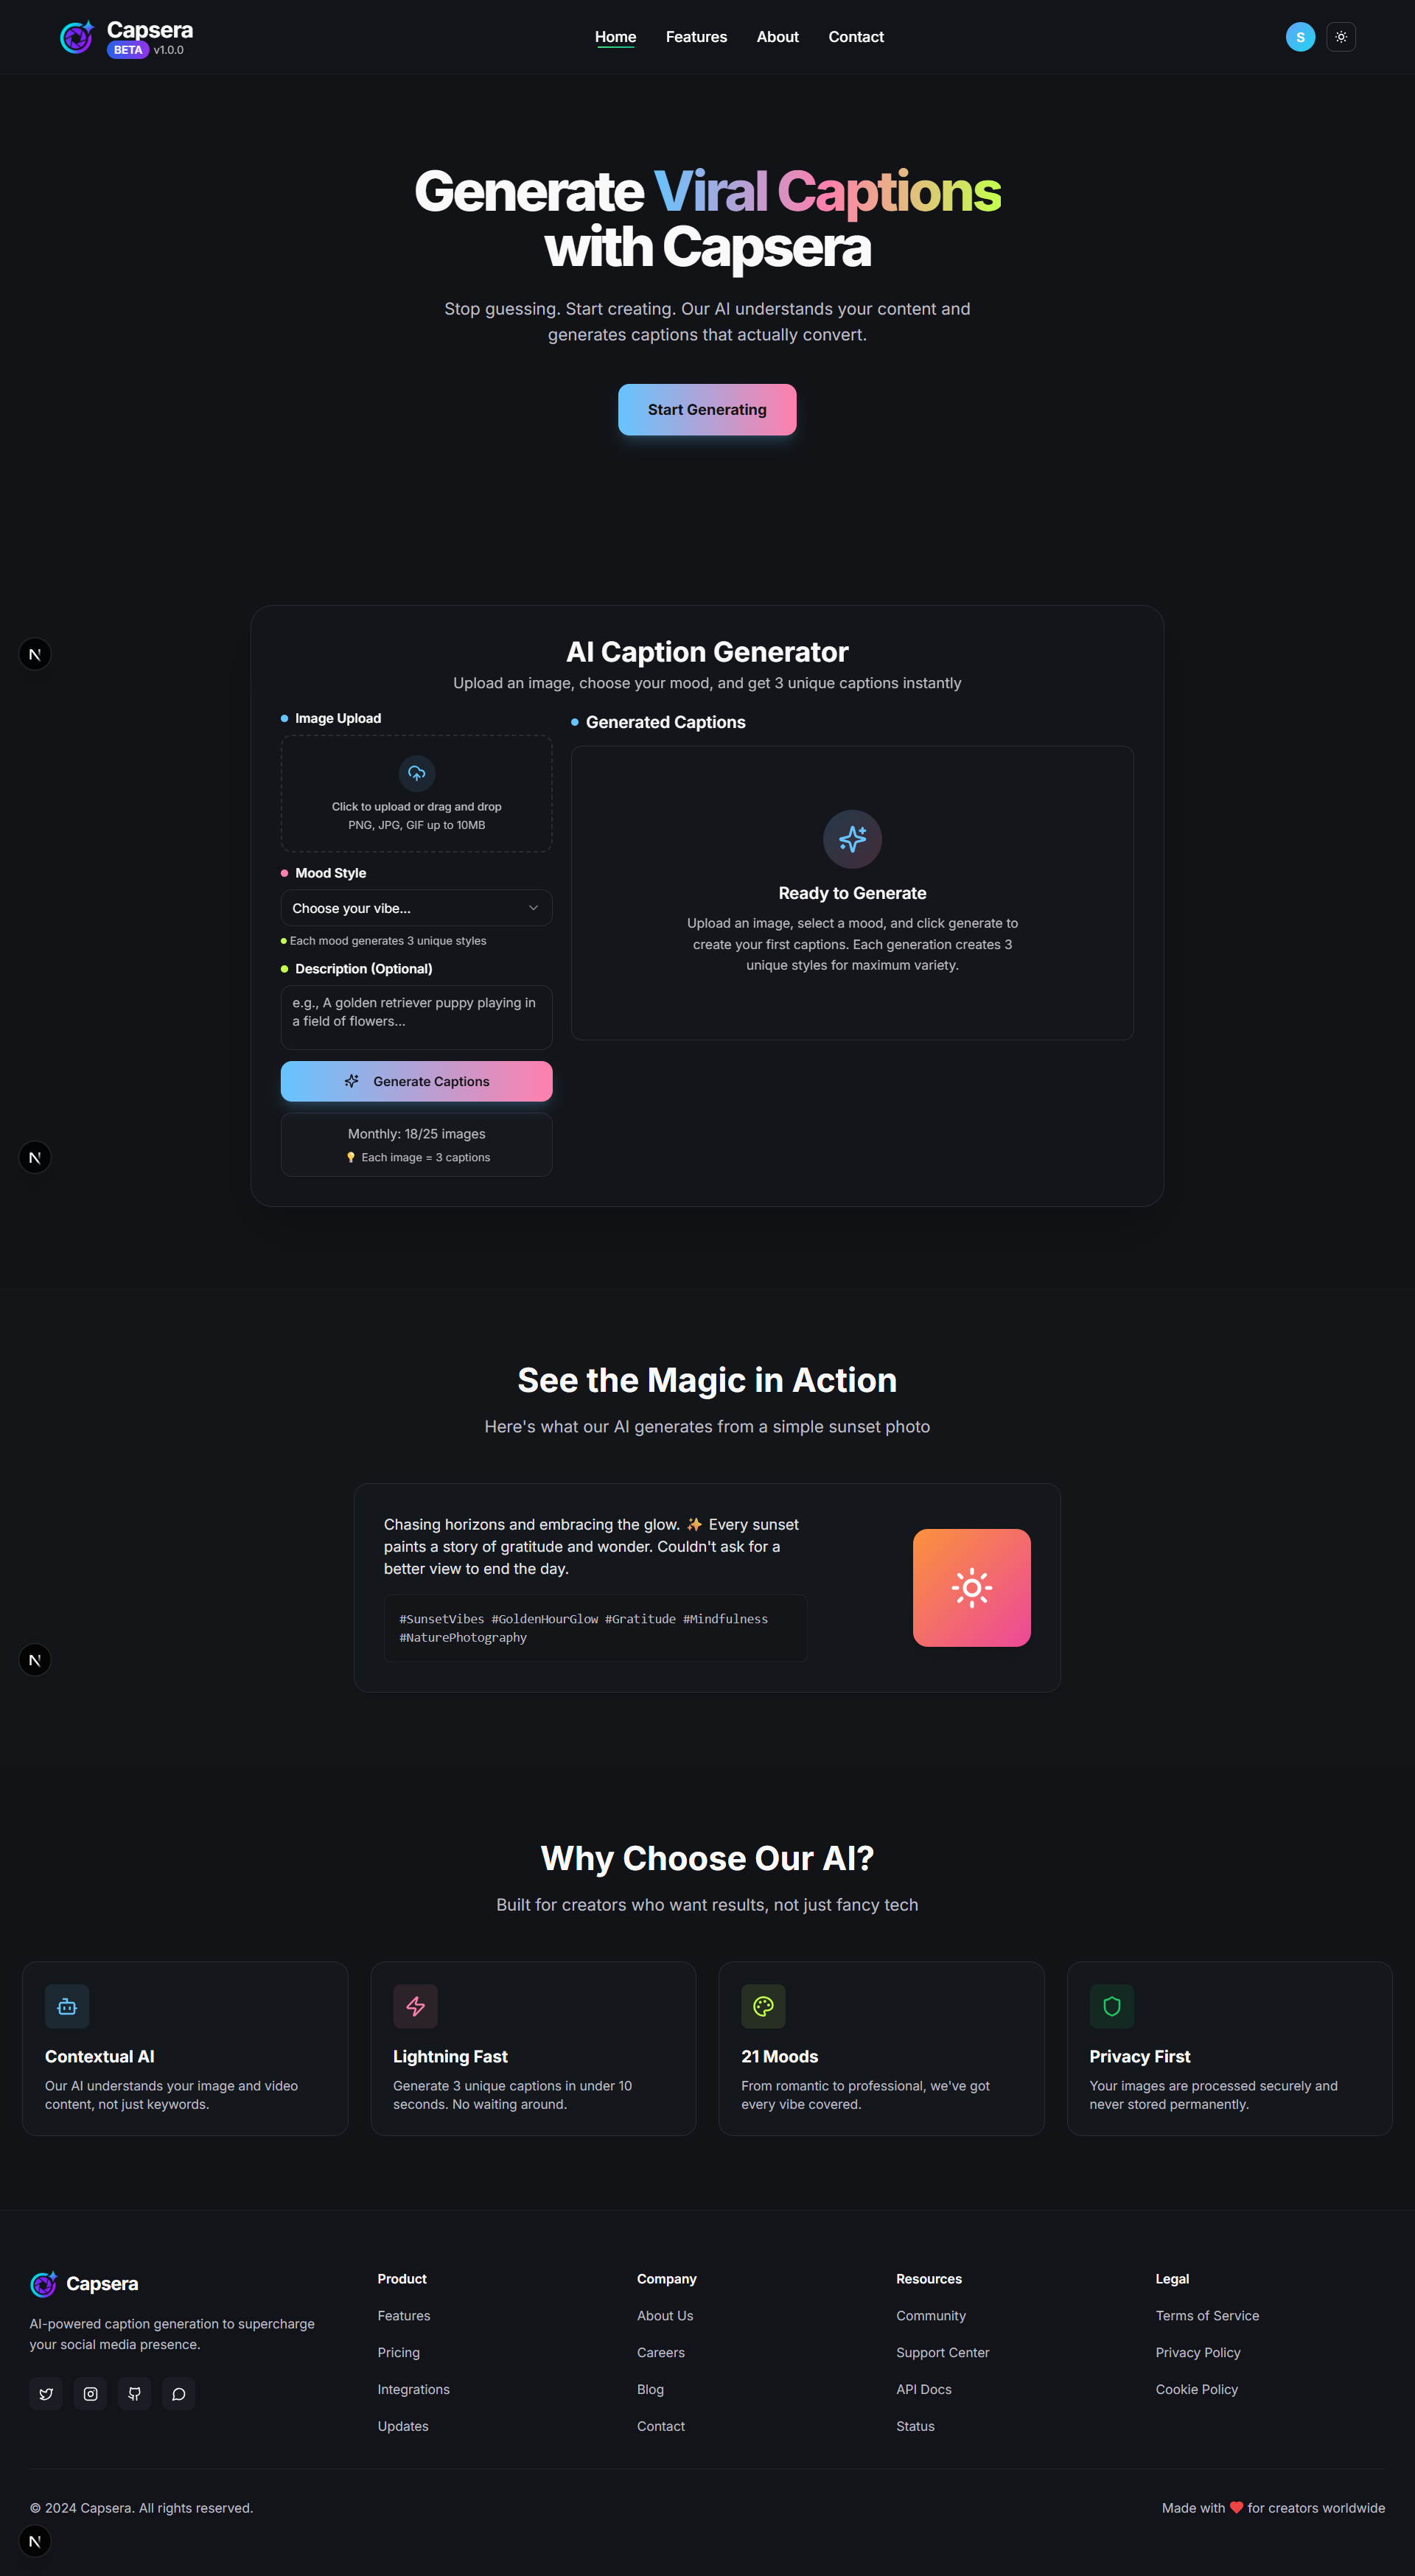 Capsera
BETA v1.0.0
Home
Features
About
Contact
S
Generate Viral Captions
with Capsera
Stop guessing. Start creating. Our AI understands your content and
generates captions that actually convert.
Start Generating
N
AI Caption Generator
Upload an image, choose your mood, and get 3 unique captions instantly
Image Upload
Click to upload or drag and drop
PNG, JPG, GIF up to 10MB
Mood Style
Choose your vibe...
Each mood generates 3 unique styles
Description (Optional)
e.g., A golden retriever puppy playing in
a field of flowers...
Generate Captions
Monthly: 18/25 images
💡 Each image = 3 captions
Generated Captions
Ready to Generate
Upload an image, select a mood, and click generate to
create your first captions. Each generation creates 3
unique styles for maximum variety.
N
See the Magic in Action
Here's what our AI generates from a simple sunset photo
Chasing horizons and embracing the glow. ✨ Every sunset
paints a story of gratitude and wonder. Couldn't ask for a
better view to end the day.
#SunsetVibes #GoldenHourGlow #Gratitude #Mindfulness
#NaturePhotography
N
Why Choose Our AI?
Built for creators who want results, not just fancy tech
Contextual AI
Our AI understands your image and video
content, not just keywords.
Lightning Fast
Generate 3 unique captions in under 10
seconds. No waiting around.
21 Moods
From romantic to professional, we've got
every vibe covered.
Privacy First
Your images are processed securely and
never stored permanently.
Capsera
AI-powered caption generation to supercharge
your social media presence.
Product
Features
Pricing
Integrations
Updates
Company
About Us
Careers
Blog
Contact
Resources
Community
Support Center
API Docs
Status
Legal
Terms of Service
Privacy Policy
Cookie Policy
© 2024 Capsera. All rights reserved.
Made with ❤️ for creators worldwide
N